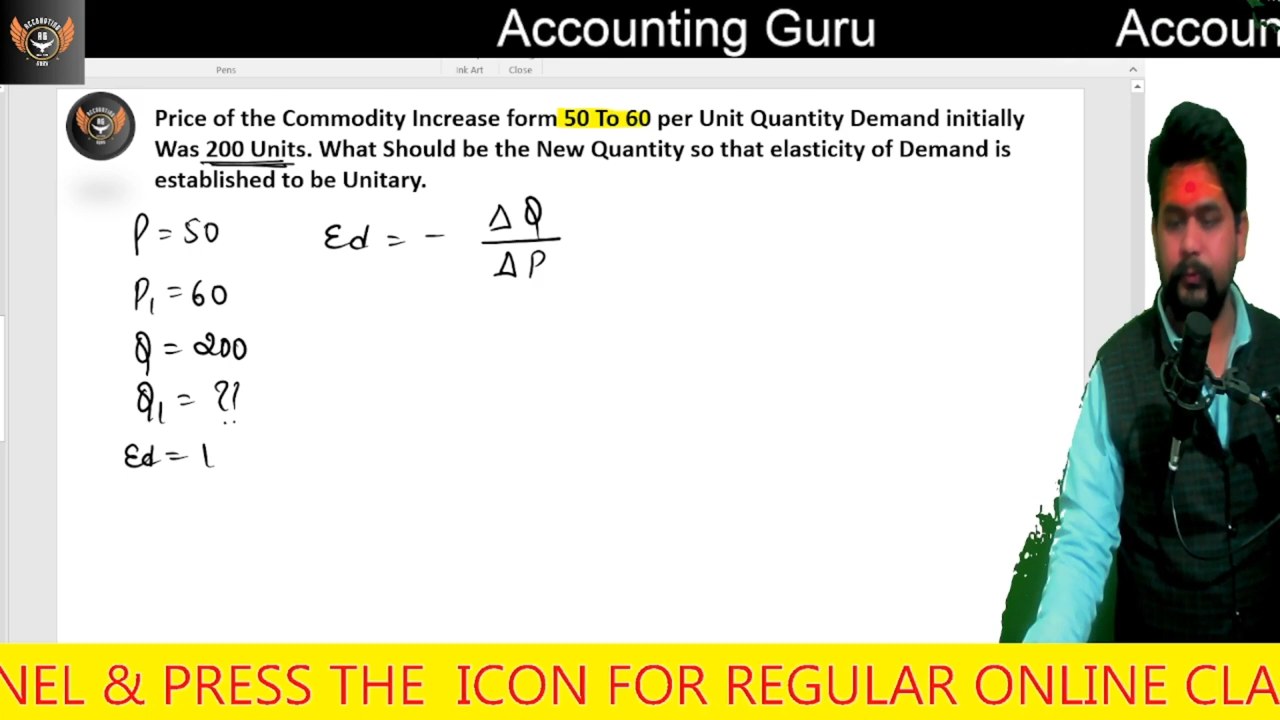 Accounting Guru
Accoun
Pens
Ink Art
Close
Price of the Commodity Increase form 50 To 60 per Unit Quantity Demand initially
Was 200 Units. What Should be the New Quantity so that elasticity of Demand is
established to be Unitary.
P = 50
P₁ = 60
Q = 200
Q₁ = ??
Ed = 1
Ed = - ΔQ
ΔP
NEL & PRESS THE ICON FOR REGULAR ONLINE CLA